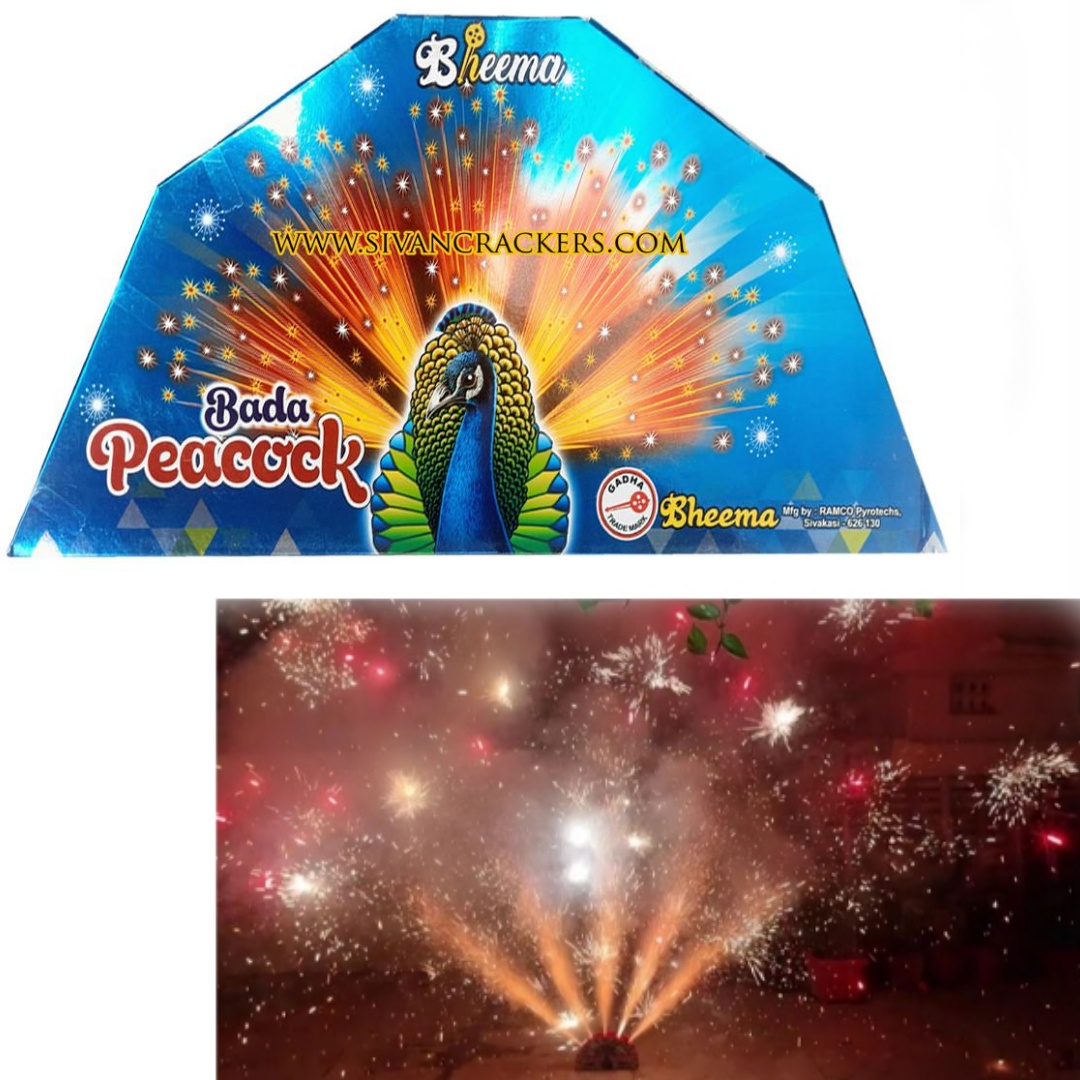 Bheema
WWW.SIVANCRACKERS.COM
Bada
Peacock
GADHA
TRADE MARK
Bheema
Mfg by : RAMCO Pyrotechs,
Sivakasi - 626 130